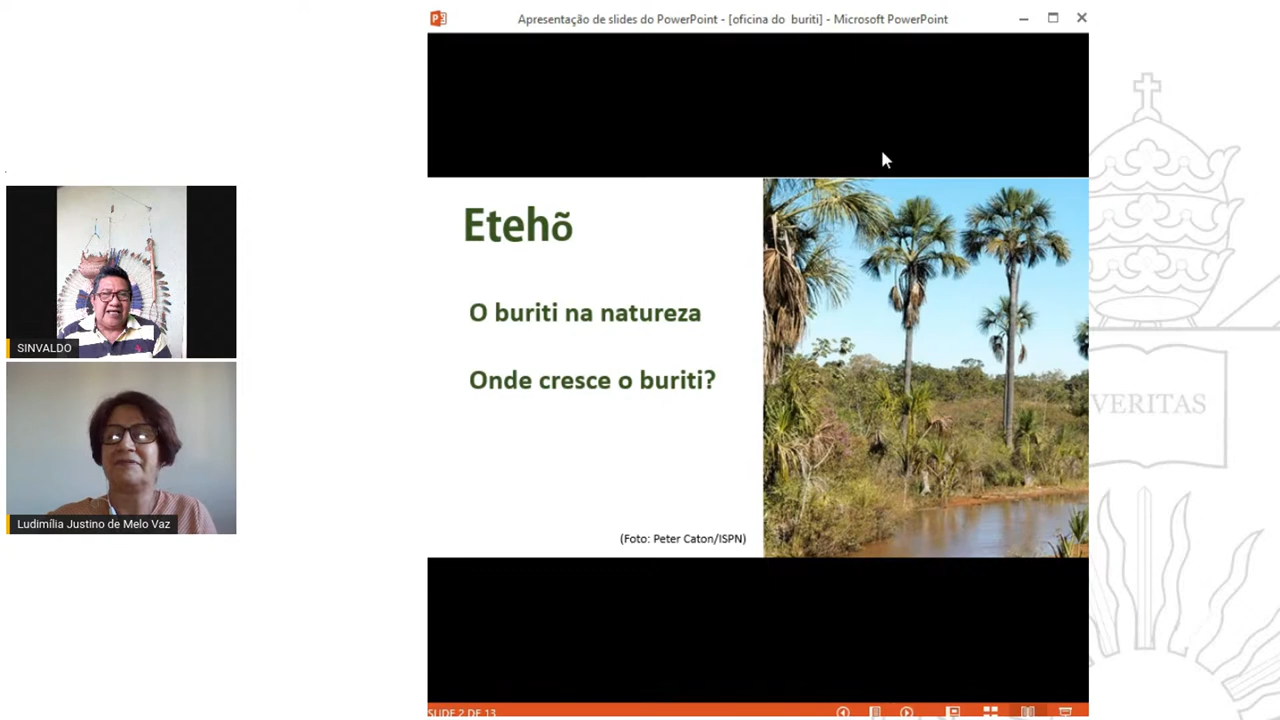 Apresentação de slides do PowerPoint - [oficina do buriti] - Microsoft PowerPoint
Etehõ
O buriti na natureza
Onde cresce o buriti?
(Foto: Peter Caton/ISPN)
SINVALDO
Ludimília Justino de Melo Vaz
VERITAS
SLIDE 2 DE 13